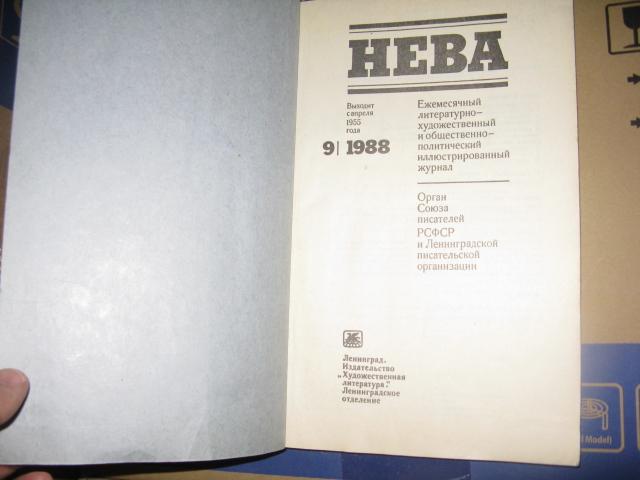 НЕВА
Выходит
с апреля
1955
года
9| 1988
Ежемесячный
литературно-
художественный
и общественно-
политический
иллюстрированный
журнал
Орган
Союза
писателей
РСФСР
и Ленинградской
писательской
организации
Ленинград.
Издательство
„Художественная
литература".
Ленинградское
отделение
Model)